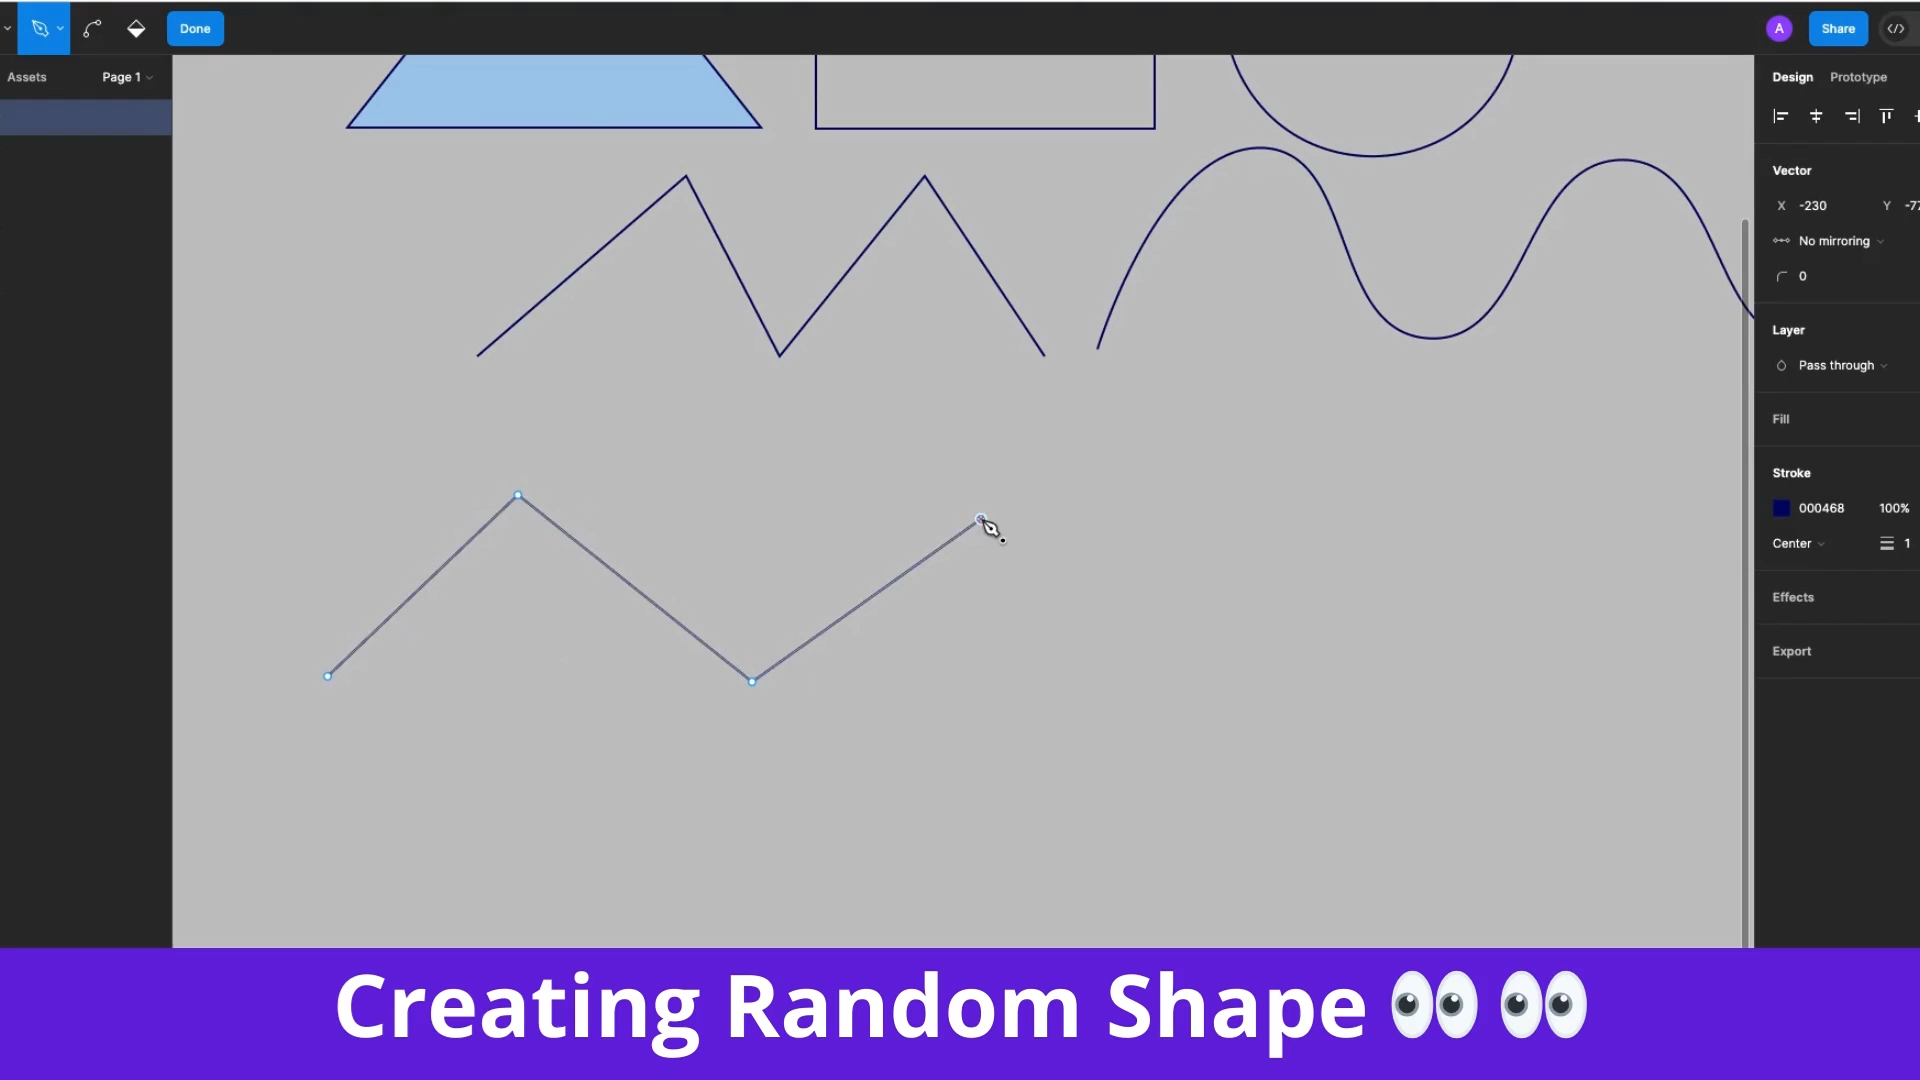 Done
A
Share
Assets
Page 1
Design
Prototype
Vector
X -230
Y -77
No mirroring
0
Layer
Pass through
Fill
Stroke
000468
100%
Center
1
Effects
Export
Creating Random Shape 👀 👀